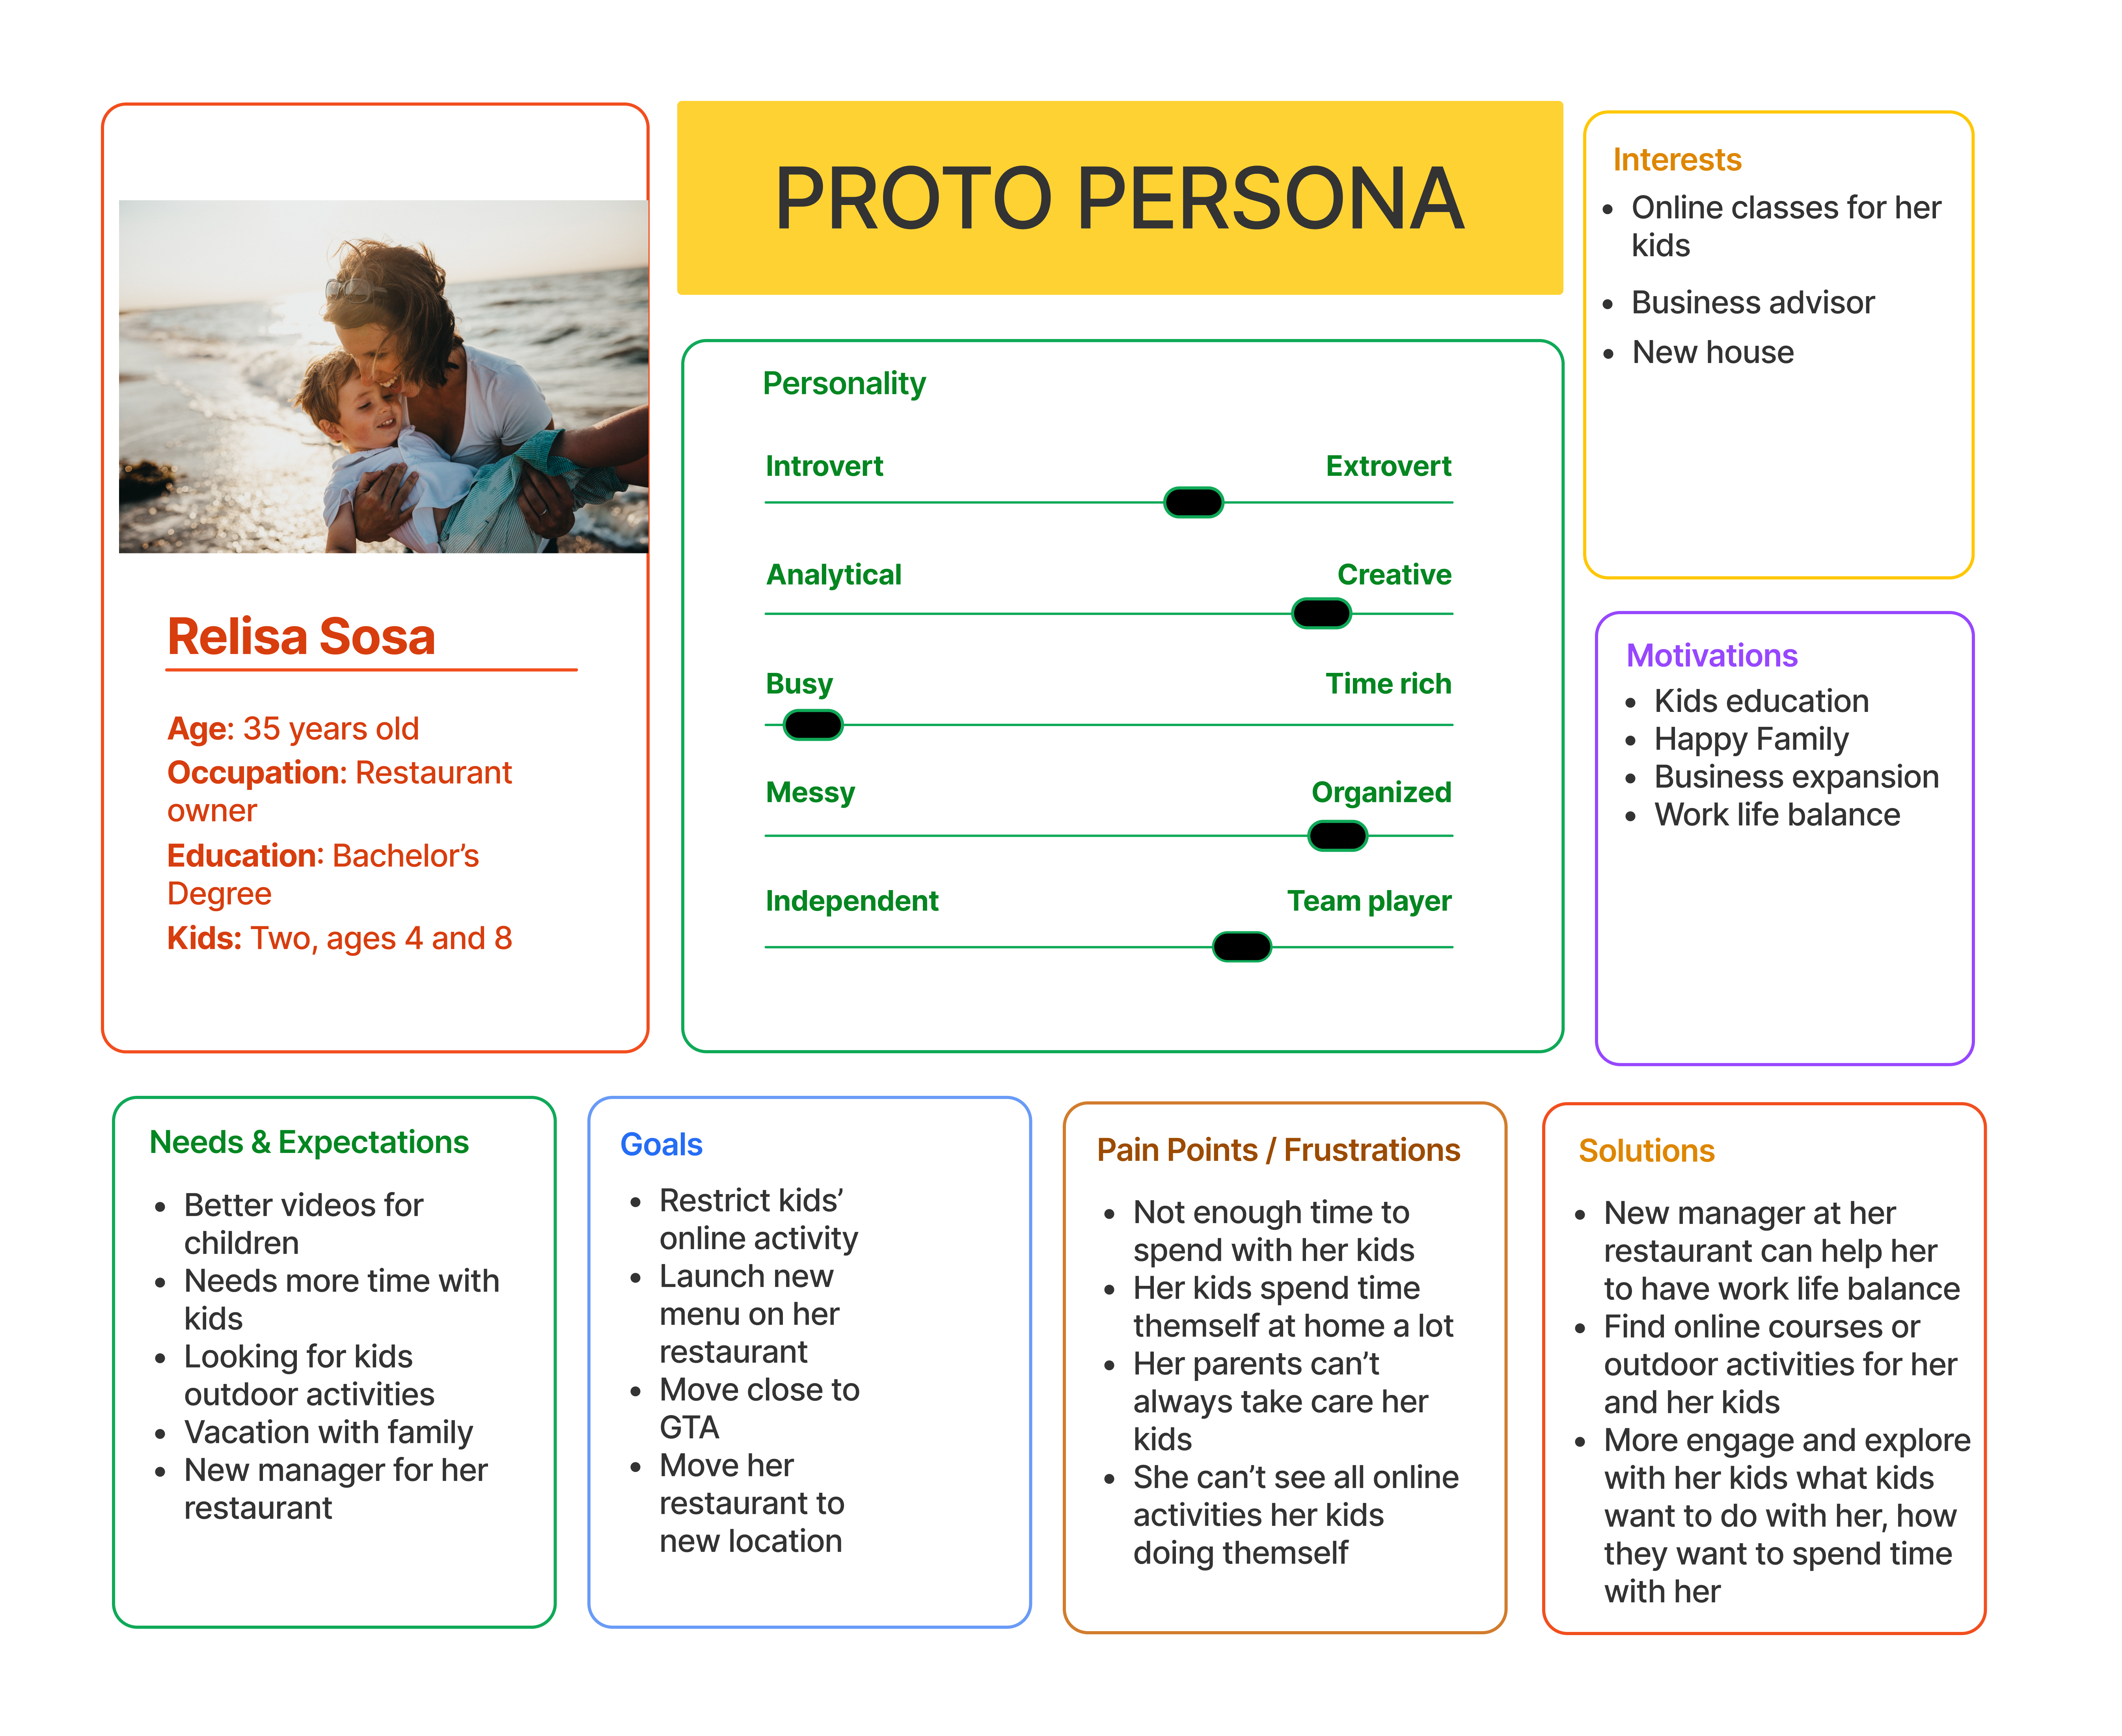 PROTO PERSONA
Relisa Sosa
Age: 35 years old
Occupation: Restaurant
owner
Education: Bachelor’s
Degree
Kids: Two, ages 4 and 8
Personality
Introvert Extrovert
Analytical Creative
Busy Time rich
Messy Organized
Independent Team player
Interests
• Online classes for her
kids
• Business advisor
• New house
Motivations
• Kids education
• Happy Family
• Business expansion
• Work life balance
Needs & Expectations
• Better videos for
children
• Needs more time with
kids
• Looking for kids
outdoor activities
• Vacation with family
• New manager for her
restaurant
Goals
• Restrict kids’
online activity
• Launch new
menu on her
restaurant
• Move close to
GTA
• Move her
restaurant to
new location
Pain Points / Frustrations
• Not enough time to
spend with her kids
• Her kids spend time
themself at home a lot
• Her parents can’t
always take care her
kids
• She can’t see all online
activities her kids
doing themself
Solutions
• New manager at her
restaurant can help her
to have work life balance
• Find online courses or
outdoor activities for her
and her kids
• More engage and explore
with her kids what kids
want to do with her, how
they want to spend time
with her